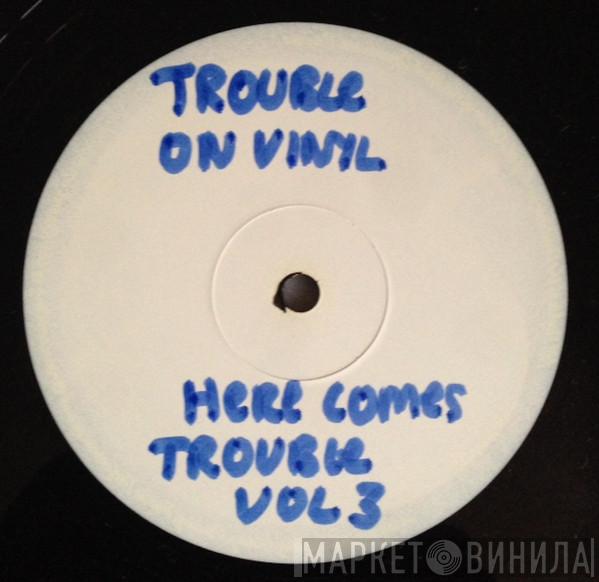 TROUBLE
ON VINYL
HERE COMES
TROUBLE
VOL 3
МАРКЕТ ВИНИЛА